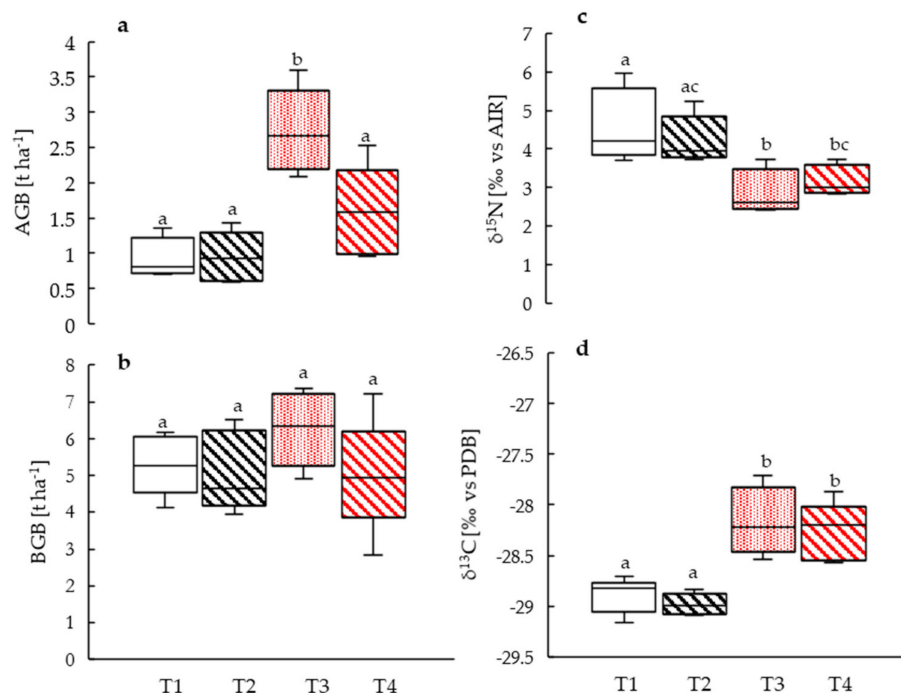 a
AGB [t ha⁻¹]
4
3.5
3
2.5
2
1.5
1
0.5
0
a
a
b
a
b
BGB [t ha⁻¹]
8
7
6
5
4
3
2
1
0
a
a
a
a
T1 T2 T3 T4
c
δ¹⁵N [‰ vs AIR]
7
6
5
4
3
2
1
0
a
ac
b
bc
d
δ¹³C [‰ vs PDB]
-26.5
-27
-27.5
-28
-28.5
-29
-29.5
a
a
b
b
T1 T2 T3 T4